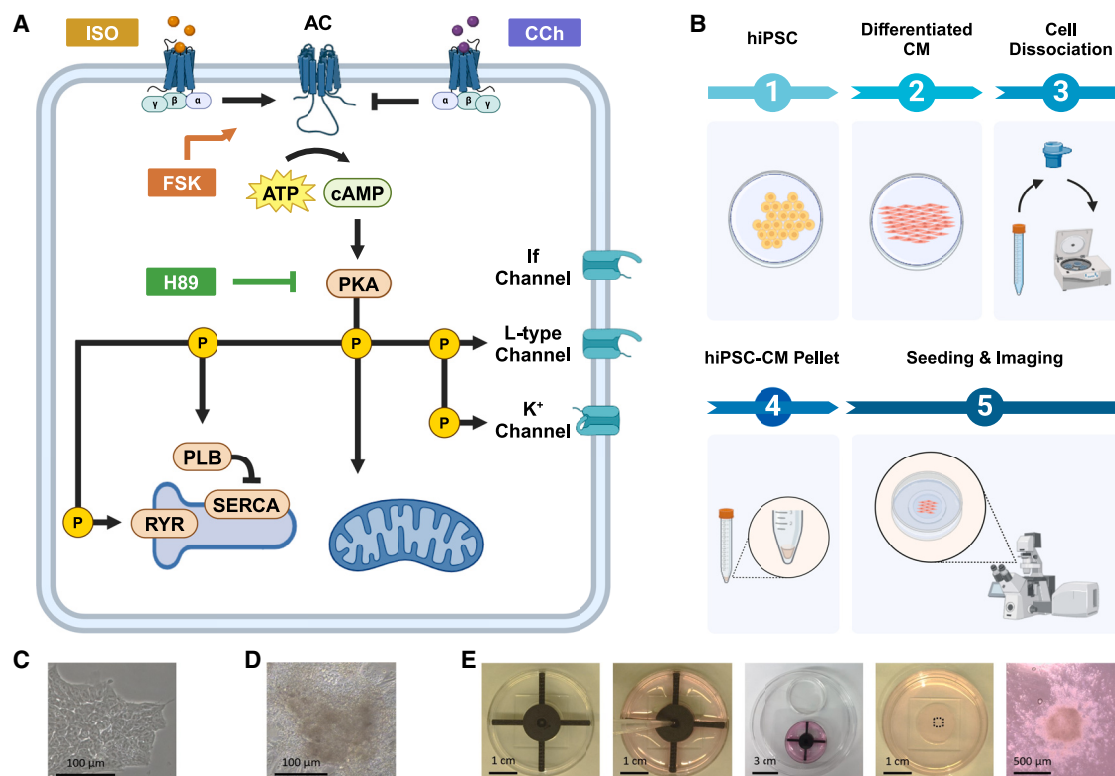 A
ISO
AC
CCh
γ
β
α
α
β
γ
FSK
ATP
cAMP
H89
PKA
If
Channel
P
P
P
L-type
Channel
P
K⁺
Channel
PLB
SERCA
P
RYR
B
hiPSC
Differentiated
CM
Cell
Dissociation
1
2
3
hiPSC-CM Pellet
Seeding & Imaging
4
5
C
100 μm
D
100 μm
E
1 cm
1 cm
3 cm
1 cm
500 μm